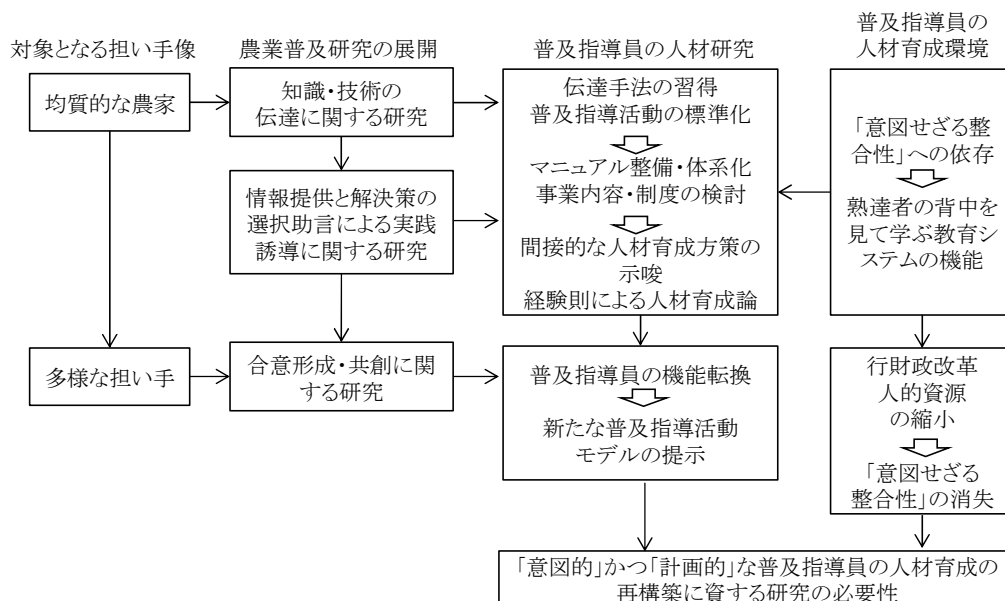 対象となる担い手像
均質的な農家
多様な担い手
農業普及研究の展開
知識・技術の
伝達に関する研究
情報提供と解決策の
選択助言による実践
誘導に関する研究
合意形成・共創に関
する研究
普及指導員の人材研究
伝達手法の習得
普及指導活動の標準化
マニュアル整備・体系化
事業内容・制度の検討
間接的な人材育成方策の
示唆
経験則による人材育成論
普及指導員の機能転換
新たな普及指導活動
モデルの提示
普及指導員の
人材育成環境
「意図せざる整
合性」への依存
熟達者の背中を
見て学ぶ教育シ
ステムの機能
行財政改革
人的資源
の縮小
「意図せざる
整合性」の消失
「意図的」かつ「計画的」な普及指導員の人材育成の
再構築に資する研究の必要性